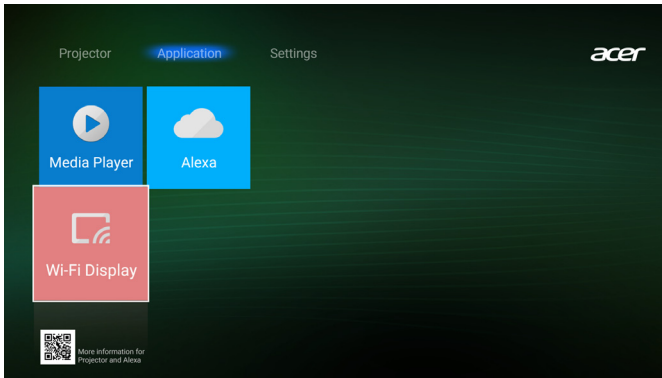 Projector Application Settings
acer
Media Player
Alexa
Wi-Fi Display
More information for
Projector and Alexa